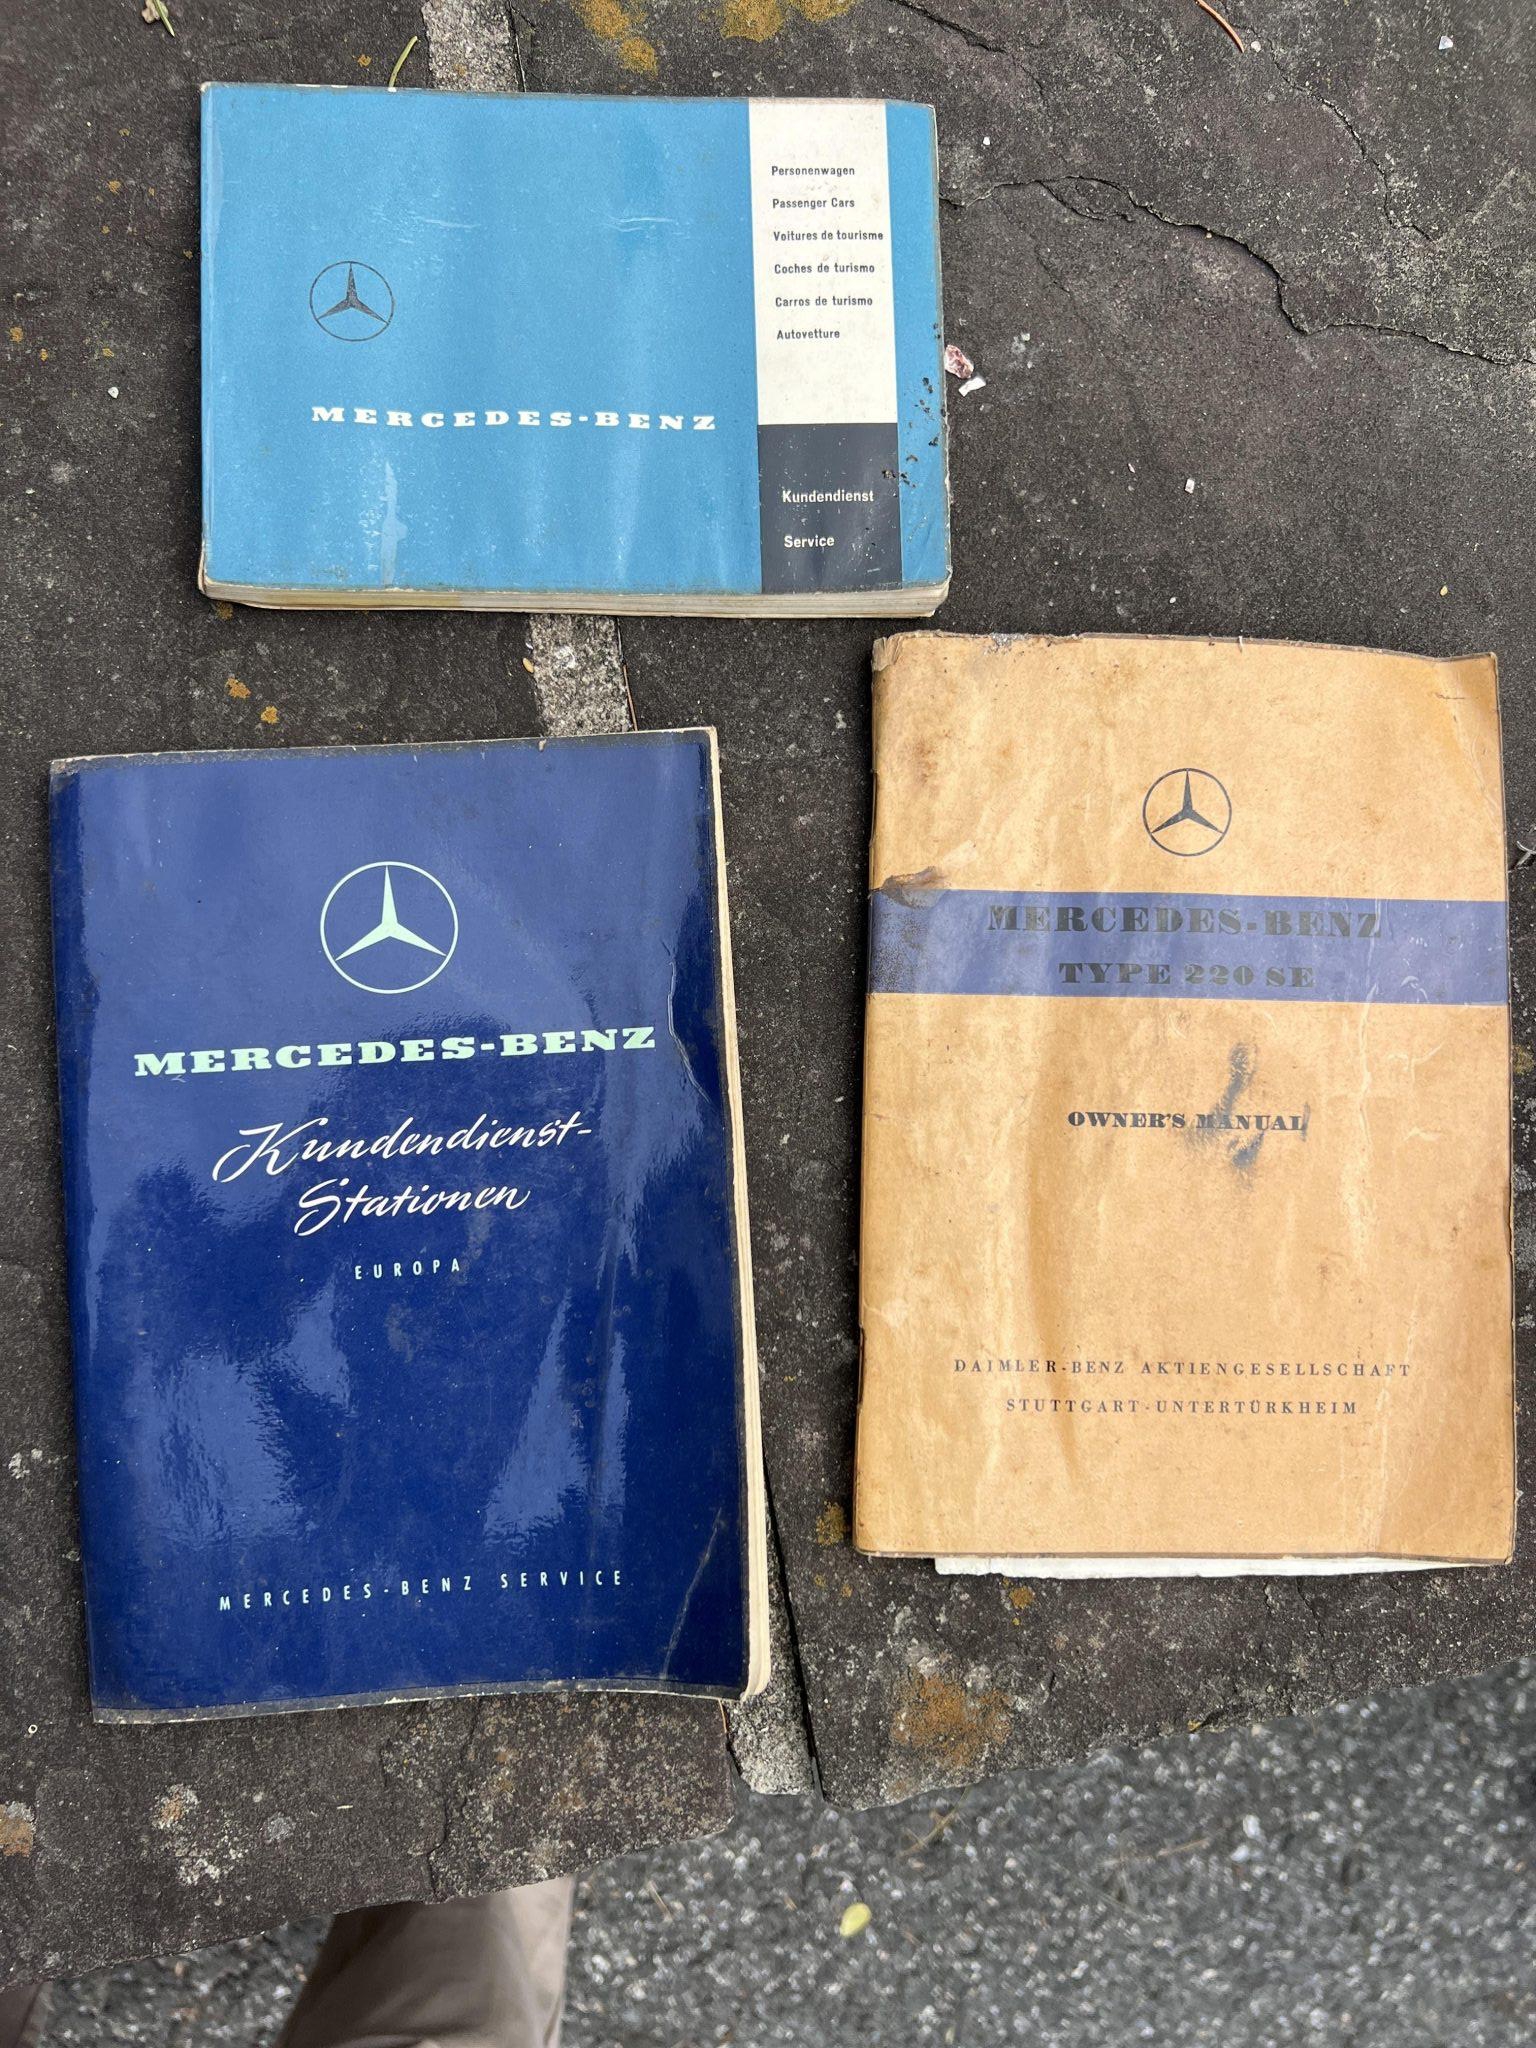 MERCEDES-BENZ
Personenwagen
Passenger Cars
Voitures de tourisme
Coches de turismo
Carros de turismo
Autovetture
Kundendienst
Service
MERCEDES-BENZ
Kundendienst-
Stationen
EUROPA
MERCEDES-BENZ SERVICE
MERCEDES-BENZ
TYPE 220 SE
OWNER'S MANUAL
DAIMLER-BENZ AKTIENGESELLSCHAFT
STUTTGART-UNTERTÜRKHEIM